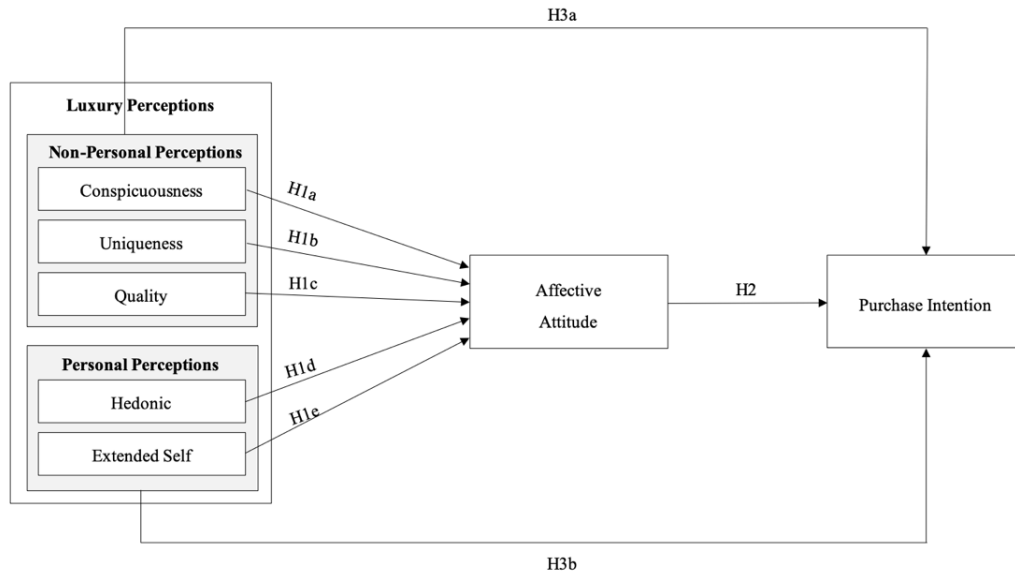 H3a
Luxury Perceptions
Non-Personal Perceptions
Conspicuousness
Uniqueness
Quality
H1a
H1b
H1c
Personal Perceptions
Hedonic
Extended Self
H1d
H1e
Affective
Attitude
H2
Purchase Intention
H3b